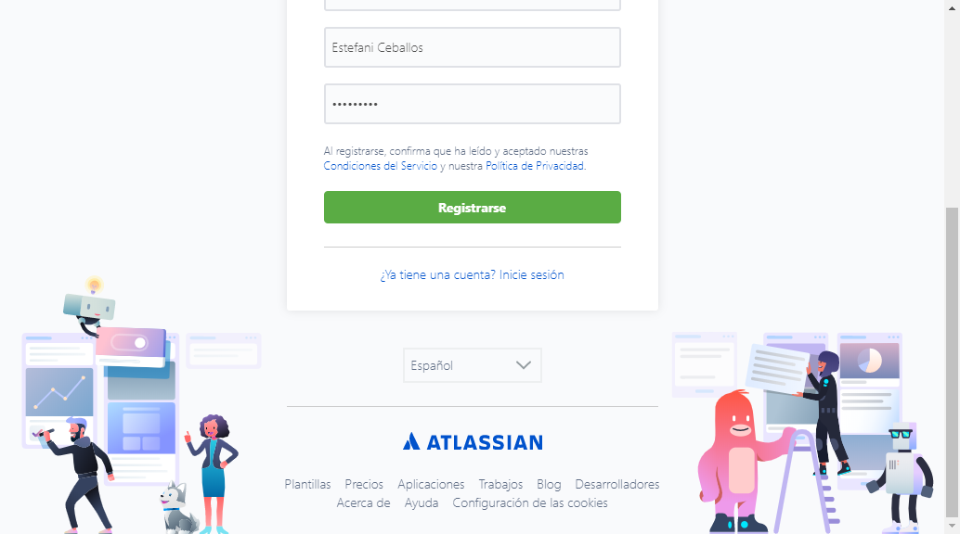 Estefani Ceballos
•••••••••
Al registrarse, confirma que ha leído y aceptado nuestras
Condiciones del Servicio y nuestra Política de Privacidad.
Registrarse
¿Ya tiene una cuenta? Inicie sesión
Español
ATLASSIAN
Plantillas Precios Aplicaciones Trabajos Blog Desarrolladores
Acerca de Ayuda Configuración de las cookies